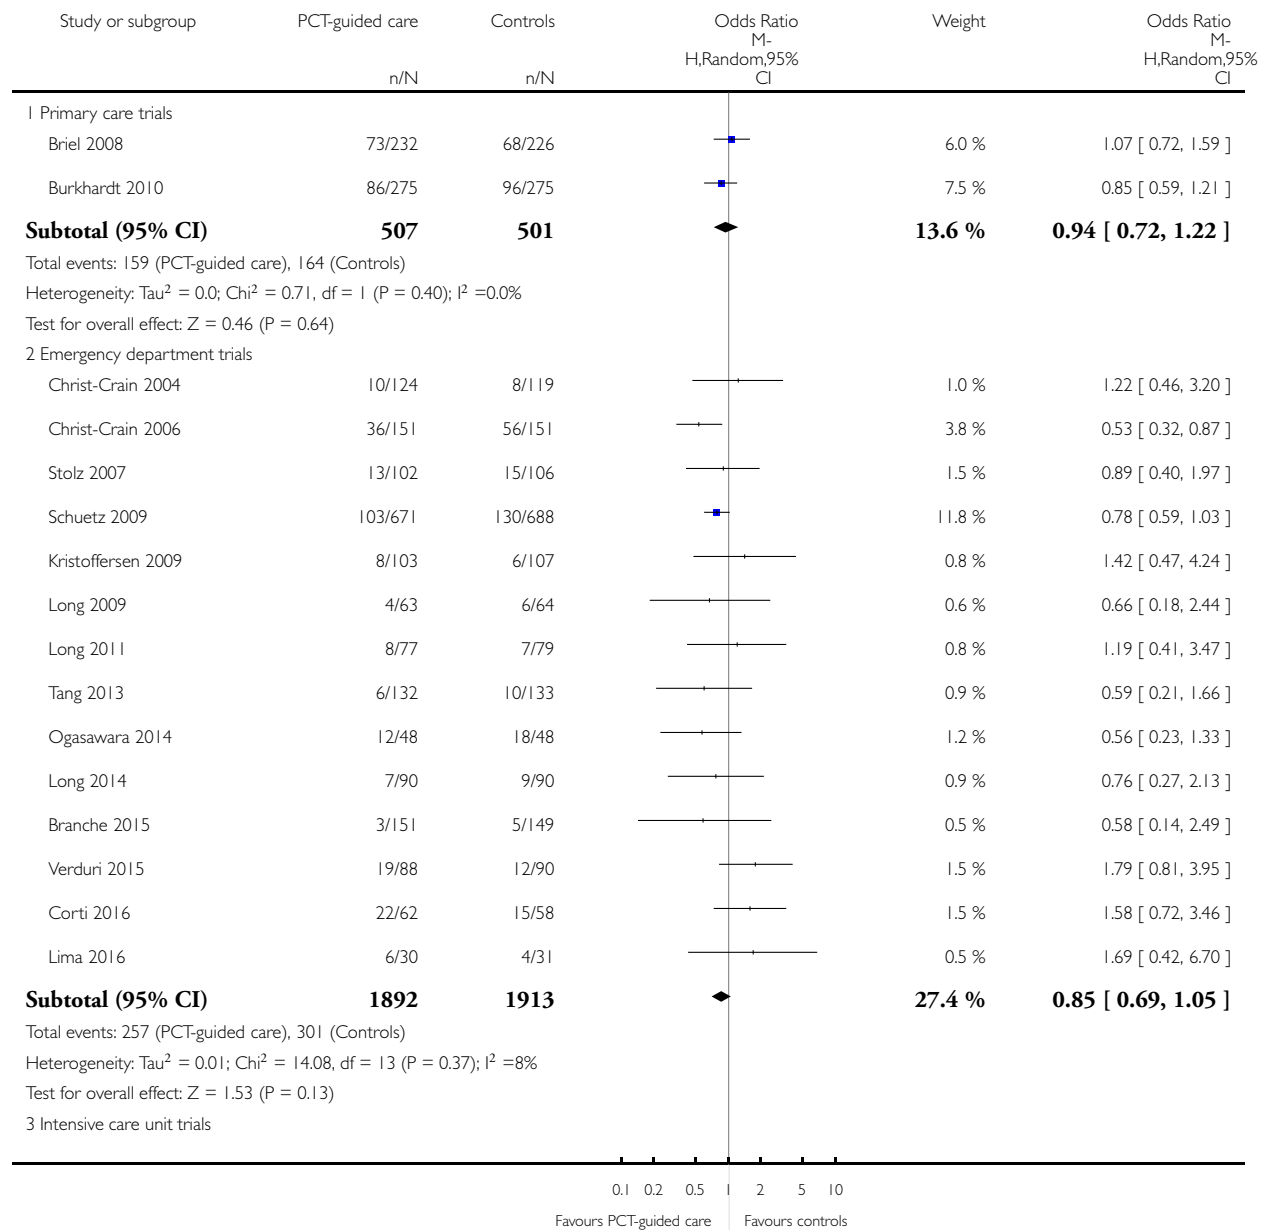 Study or subgroup PCT-guided care Controls Odds Ratio Weight Odds Ratio
M- M-
H,Random,95% H,Random,95%
n/N n/N CI CI
1 Primary care trials
Briel 2008 73/232 68/226 6.0 % 1.07 [ 0.72, 1.59 ]
Burkhardt 2010 86/275 96/275 7.5 % 0.85 [ 0.59, 1.21 ]
Subtotal (95% CI) 507 501 13.6 % 0.94 [ 0.72, 1.22 ]
Total events: 159 (PCT-guided care), 164 (Controls)
Heterogeneity: Tau² = 0.0; Chi² = 0.71, df = 1 (P = 0.40); I² =0.0%
Test for overall effect: Z = 0.46 (P = 0.64)
2 Emergency department trials
Christ-Crain 2004 10/124 8/119 1.0 % 1.22 [ 0.46, 3.20 ]
Christ-Crain 2006 36/151 56/151 3.8 % 0.53 [ 0.32, 0.87 ]
Stolz 2007 13/102 15/106 1.5 % 0.89 [ 0.40, 1.97 ]
Schuetz 2009 103/671 130/688 11.8 % 0.78 [ 0.59, 1.03 ]
Kristoffersen 2009 8/103 6/107 0.8 % 1.42 [ 0.47, 4.24 ]
Long 2009 4/63 6/64 0.6 % 0.66 [ 0.18, 2.44 ]
Long 2011 8/77 7/79 0.8 % 1.19 [ 0.41, 3.47 ]
Tang 2013 6/132 10/133 0.9 % 0.59 [ 0.21, 1.66 ]
Ogasawara 2014 12/48 18/48 1.2 % 0.56 [ 0.23, 1.33 ]
Long 2014 7/90 9/90 0.9 % 0.76 [ 0.27, 2.13 ]
Branche 2015 3/151 5/149 0.5 % 0.58 [ 0.14, 2.49 ]
Verduri 2015 19/88 12/90 1.5 % 1.79 [ 0.81, 3.95 ]
Corti 2016 22/62 15/58 1.5 % 1.58 [ 0.72, 3.46 ]
Lima 2016 6/30 4/31 0.5 % 1.69 [ 0.42, 6.70 ]
Subtotal (95% CI) 1892 1913 27.4 % 0.85 [ 0.69, 1.05 ]
Total events: 257 (PCT-guided care), 301 (Controls)
Heterogeneity: Tau² = 0.01; Chi² = 14.08, df = 13 (P = 0.37); I² =8%
Test for overall effect: Z = 1.53 (P = 0.13)
3 Intensive care unit trials
0.1 0.2 0.5 1 2 5 10
Favours PCT-guided care Favours controls